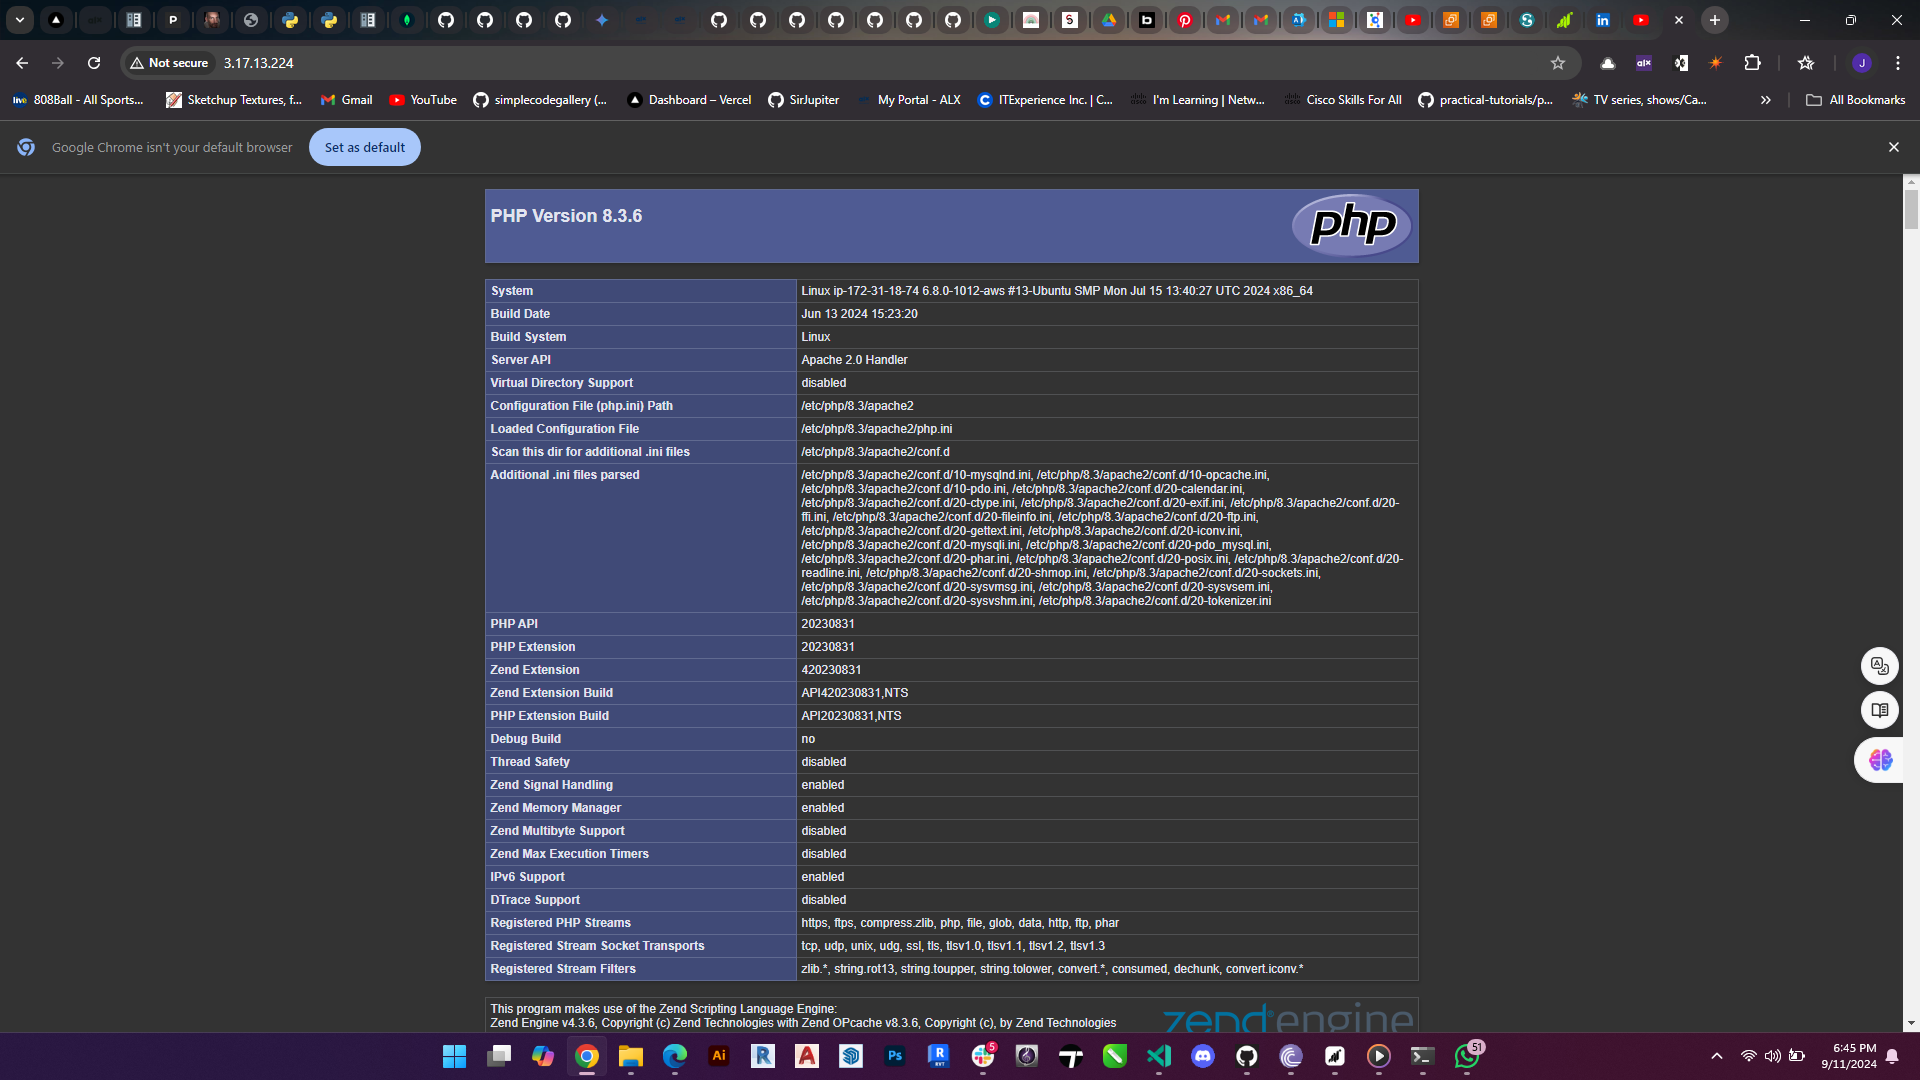 Not secure
3.17.13.224
808Ball - All Sports...
Sketchup Textures, f...
Gmail
YouTube
simplecodegallery (...
Dashboard – Vercel
SirJupiter
My Portal - ALX
ITExperience Inc. | C...
I'm Learning | Netw...
Cisco Skills For All
practical-tutorials/p...
TV series, shows/Ca...
All Bookmarks
Google Chrome isn't your default browser
Set as default
PHP Version 8.3.6
php
System Linux ip-172-31-18-74 6.8.0-1012-aws #13-Ubuntu SMP Mon Jul 15 13:40:27 UTC 2024 x86_64
Build Date Jun 13 2024 15:23:20
Build System Linux
Server API Apache 2.0 Handler
Virtual Directory Support disabled
Configuration File (php.ini) Path /etc/php/8.3/apache2
Loaded Configuration File /etc/php/8.3/apache2/php.ini
Scan this dir for additional .ini files /etc/php/8.3/apache2/conf.d
Additional .ini files parsed /etc/php/8.3/apache2/conf.d/10-mysqlnd.ini, /etc/php/8.3/apache2/conf.d/10-opcache.ini,
/etc/php/8.3/apache2/conf.d/10-pdo.ini, /etc/php/8.3/apache2/conf.d/20-calendar.ini,
/etc/php/8.3/apache2/conf.d/20-ctype.ini, /etc/php/8.3/apache2/conf.d/20-exif.ini, /etc/php/8.3/apache2/conf.d/20-
ffi.ini, /etc/php/8.3/apache2/conf.d/20-fileinfo.ini, /etc/php/8.3/apache2/conf.d/20-ftp.ini,
/etc/php/8.3/apache2/conf.d/20-gettext.ini, /etc/php/8.3/apache2/conf.d/20-iconv.ini,
/etc/php/8.3/apache2/conf.d/20-mysqli.ini, /etc/php/8.3/apache2/conf.d/20-pdo_mysql.ini,
/etc/php/8.3/apache2/conf.d/20-phar.ini, /etc/php/8.3/apache2/conf.d/20-posix.ini, /etc/php/8.3/apache2/conf.d/20-
readline.ini, /etc/php/8.3/apache2/conf.d/20-shmop.ini, /etc/php/8.3/apache2/conf.d/20-sockets.ini,
/etc/php/8.3/apache2/conf.d/20-sysvmsg.ini, /etc/php/8.3/apache2/conf.d/20-sysvsem.ini,
/etc/php/8.3/apache2/conf.d/20-sysvshm.ini, /etc/php/8.3/apache2/conf.d/20-tokenizer.ini
PHP API 20230831
PHP Extension 20230831
Zend Extension 420230831
Zend Extension Build API420230831,NTS
PHP Extension Build API20230831,NTS
Debug Build no
Thread Safety disabled
Zend Signal Handling enabled
Zend Memory Manager enabled
Zend Multibyte Support disabled
Zend Max Execution Timers disabled
IPv6 Support enabled
DTrace Support disabled
Registered PHP Streams https, ftps, compress.zlib, php, file, glob, data, http, ftp, phar
Registered Stream Socket Transports tcp, udp, unix, udg, ssl, tls, tlsv1.0, tlsv1.1, tlsv1.2, tlsv1.3
Registered Stream Filters zlib.*, string.rot13, string.toupper, string.tolower, convert.*, consumed, dechunk, convert.iconv.*
This program makes use of the Zend Scripting Language Engine:
Zend Engine v4.3.6, Copyright (c) Zend Technologies with Zend OPcache v8.3.6, Copyright (c), by Zend Technologies
zend engine
5
51
6:45 PM
9/11/2024